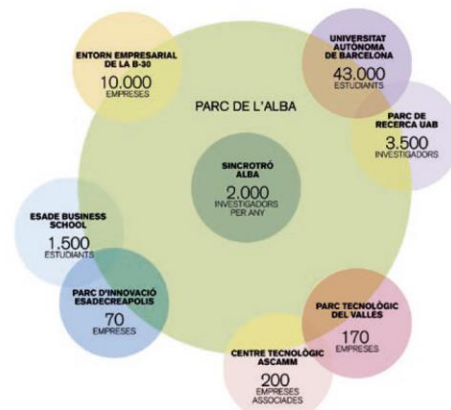 ENTORN EMPRESARIAL
DE LA B-30
10.000
EMPRESES
UNIVERSITAT
AUTÒNOMA
DE BARCELONA
43.000
ESTUDIANTS
PARC DE L'ALBA
PARC DE
RECERCA UAB
3.500
INVESTIGADORS
SINCROTRÓ
ALBA
2.000
INVESTIGADORS
PER ANY
ESADE BUSINESS
SCHOOL
1.500
ESTUDIANTS
PARC D'INNOVACIÓ
ESADECREAPOLIS
70
EMPRESES
PARC TECNOLÒGIC
DEL VALLÉS
170
EMPRESES
CENTRE TECNOLÒGIC
ASCAMM
200
EMPRESES
ASSOCIADES